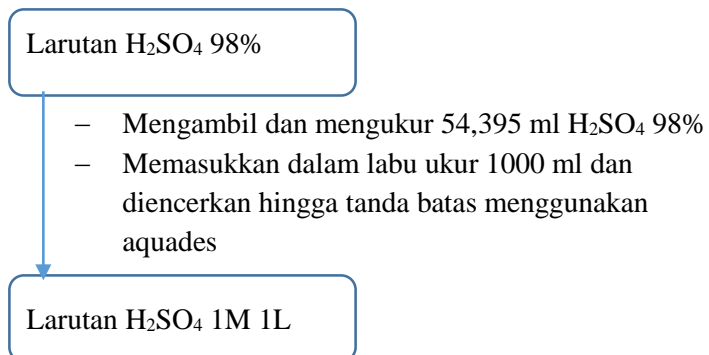 Larutan H₂SO₄ 98%
– Mengambil dan mengukur 54,395 ml H₂SO₄ 98%
– Memasukkan dalam labu ukur 1000 ml dan
diencerkan hingga tanda batas menggunakan
aquades
Larutan H₂SO₄ 1M 1L